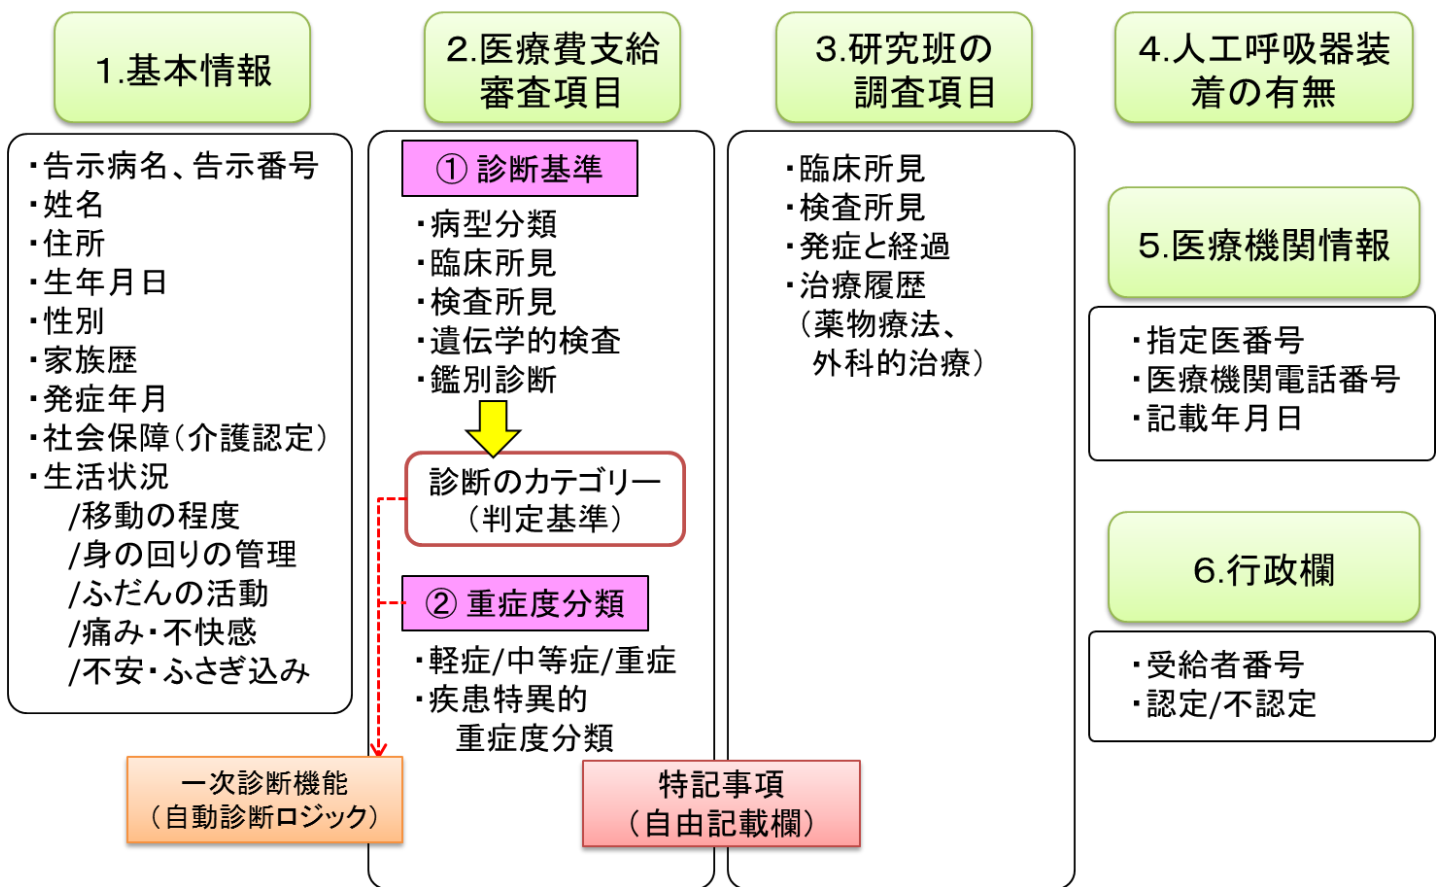 1.基本情報
・告示病名、告示番号
・姓名
・住所
・生年月日
・性別
・家族歴
・発症年月
・社会保障（介護認定）
・生活状況
/移動の程度
/身の回りの管理
/ふだんの活動
/痛み・不快感
/不安・ふさぎ込み
一次診断機能
（自動診断ロジック）
2.医療費支給
審査項目
① 診断基準
・病型分類
・臨床所見
・検査所見
・遺伝学的検査
・鑑別診断
診断のカテゴリー
（判定基準）
② 重症度分類
・軽症/中等症/重症
・疾患特異的
重症度分類
特記事項
（自由記載欄）
3.研究班の
調査項目
・臨床所見
・検査所見
・発症と経過
・治療履歴
（薬物療法、
外科的治療）
4.人工呼吸器装
着の有無
5.医療機関情報
・指定医番号
・医療機関電話番号
・記載年月日
6.行政欄
・受給者番号
・認定/不認定